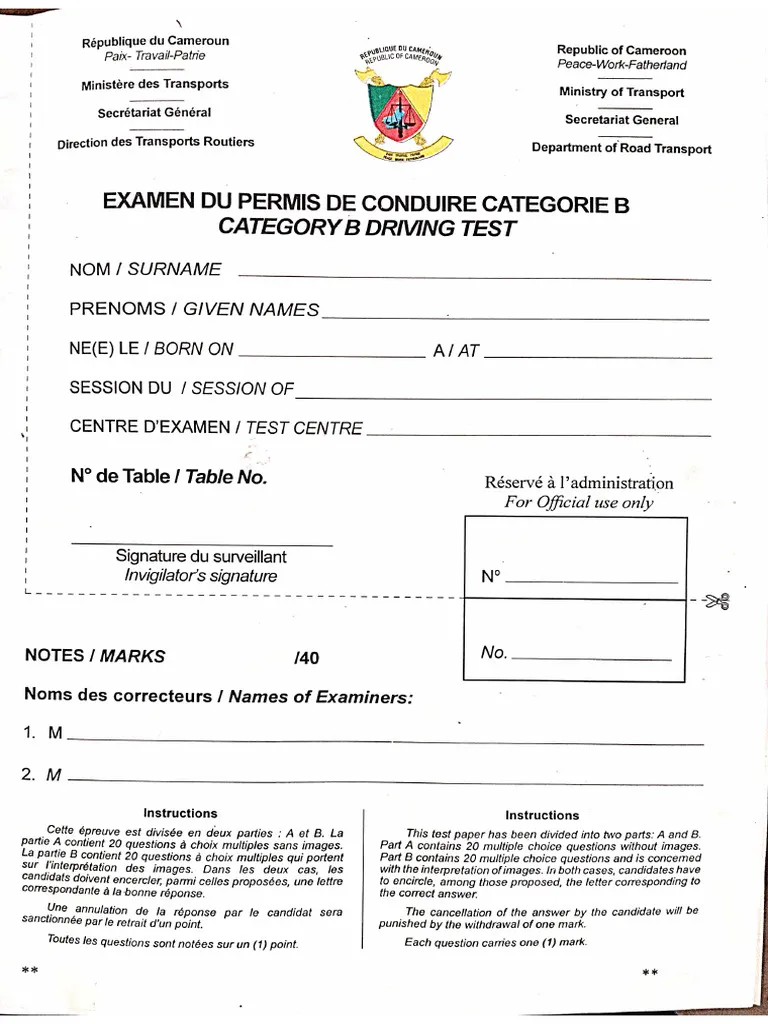 République du Cameroun
Paix- Travail-Patrie
Ministère des Transports
Secrétariat Général
Direction des Transports Routiers
REPUBLIQUE DU CAMEROUN
REPUBLIC OF CAMEROON
Republic of Cameroon
Peace-Work-Fatherland
Ministry of Transport
Secretariat General
Department of Road Transport
EXAMEN DU PERMIS DE CONDUIRE CATEGORIE B
CATEGORY B DRIVING TEST
NOM / SURNAME
PRENOMS / GIVEN NAMES
NE(E) LE / BORN ON A / AT
SESSION DU / SESSION OF
CENTRE D'EXAMEN / TEST CENTRE
N° de Table / Table No.
Signature du surveillant
Invigilator's signature
Réservé à l'administration
For Official use only
N°
No.
NOTES / MARKS /40
Noms des correcteurs / Names of Examiners:
1. M
2. M
Instructions
Cette épreuve est divisée en deux parties : A et B. La
partie A contient 20 questions à choix multiples sans images.
La partie B contient 20 questions à choix multiples qui portent
sur l'interprétation des images. Dans les deux cas, les
candidats doivent encercler, parmi celles proposées, une lettre
correspondante à la bonne réponse.
Une annulation de la réponse par le candidat sera
sanctionnée par le retrait d'un point.
Toutes les questions sont notées sur un (1) point.
**
Instructions
This test paper has been divided into two parts: A and B.
Part A contains 20 multiple choice questions without images.
Part B contains 20 multiple choice questions and is concerned
with the interpretation of images. In both cases, candidates have
to encircle, among those proposed, the letter corresponding to
the correct answer.
The cancellation of the answer by the candidate will be
punished by the withdrawal of one mark.
Each question carries one (1) mark.
**